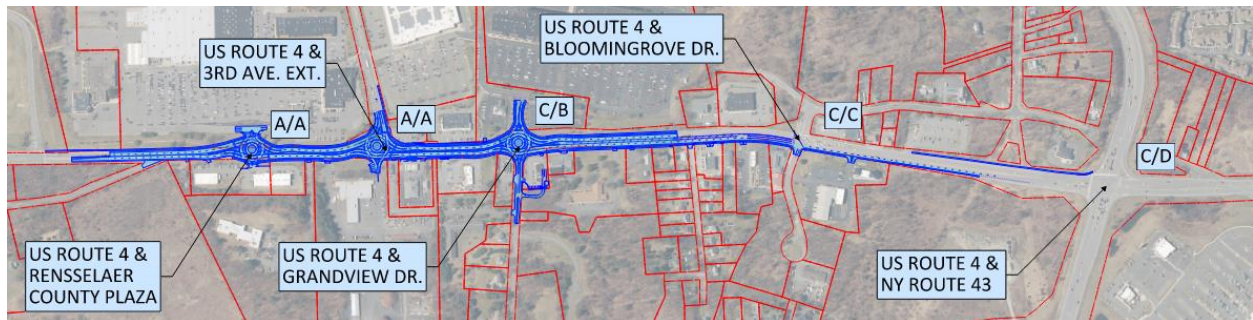 US ROUTE 4 &
3RD AVE. EXT.
US ROUTE 4 &
BLOOMINGROVE DR.
A/A
A/A
C/B
C/C
C/D
US ROUTE 4 &
RENSSELAER
COUNTY PLAZA
US ROUTE 4 &
GRANDVIEW DR.
US ROUTE 4 &
NY ROUTE 43